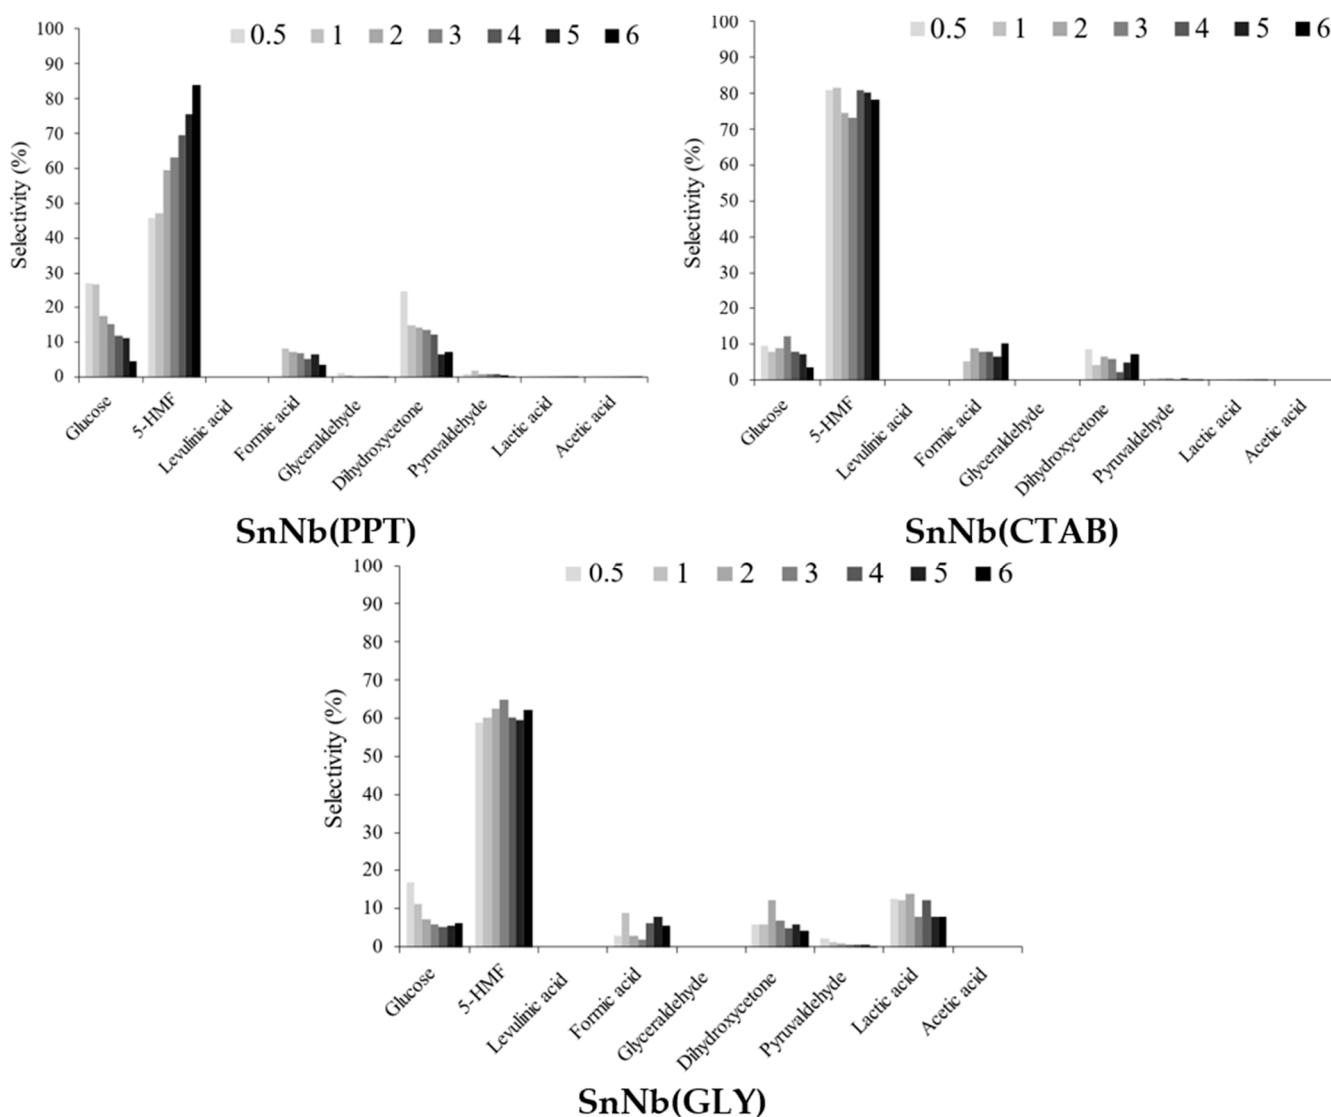 0.5 1 2 3 4 5 6
Selectivity (%)
100
90
80
70
60
50
40
30
20
10
0
Glucose
5-HMF
Levulinic acid
Formic acid
Glyceraldehyde
Dihydroxycetone
Pyruvaldehyde
Lactic acid
Acetic acid
SnNb(PPT)
0.5 1 2 3 4 5 6
Selectivity (%)
100
90
80
70
60
50
40
30
20
10
0
Glucose
5-HMF
Levulinic acid
Formic acid
Glyceraldehyde
Dihydroxycetone
Pyruvaldehyde
Lactic acid
Acetic acid
SnNb(CTAB)
0.5 1 2 3 4 5 6
Selectivity (%)
100
90
80
70
60
50
40
30
20
10
0
Glucose
5-HMF
Levulinic acid
Formic acid
Glyceraldehyde
Dihydroxycetone
Pyruvaldehyde
Lactic acid
Acetic acid
SnNb(GLY)